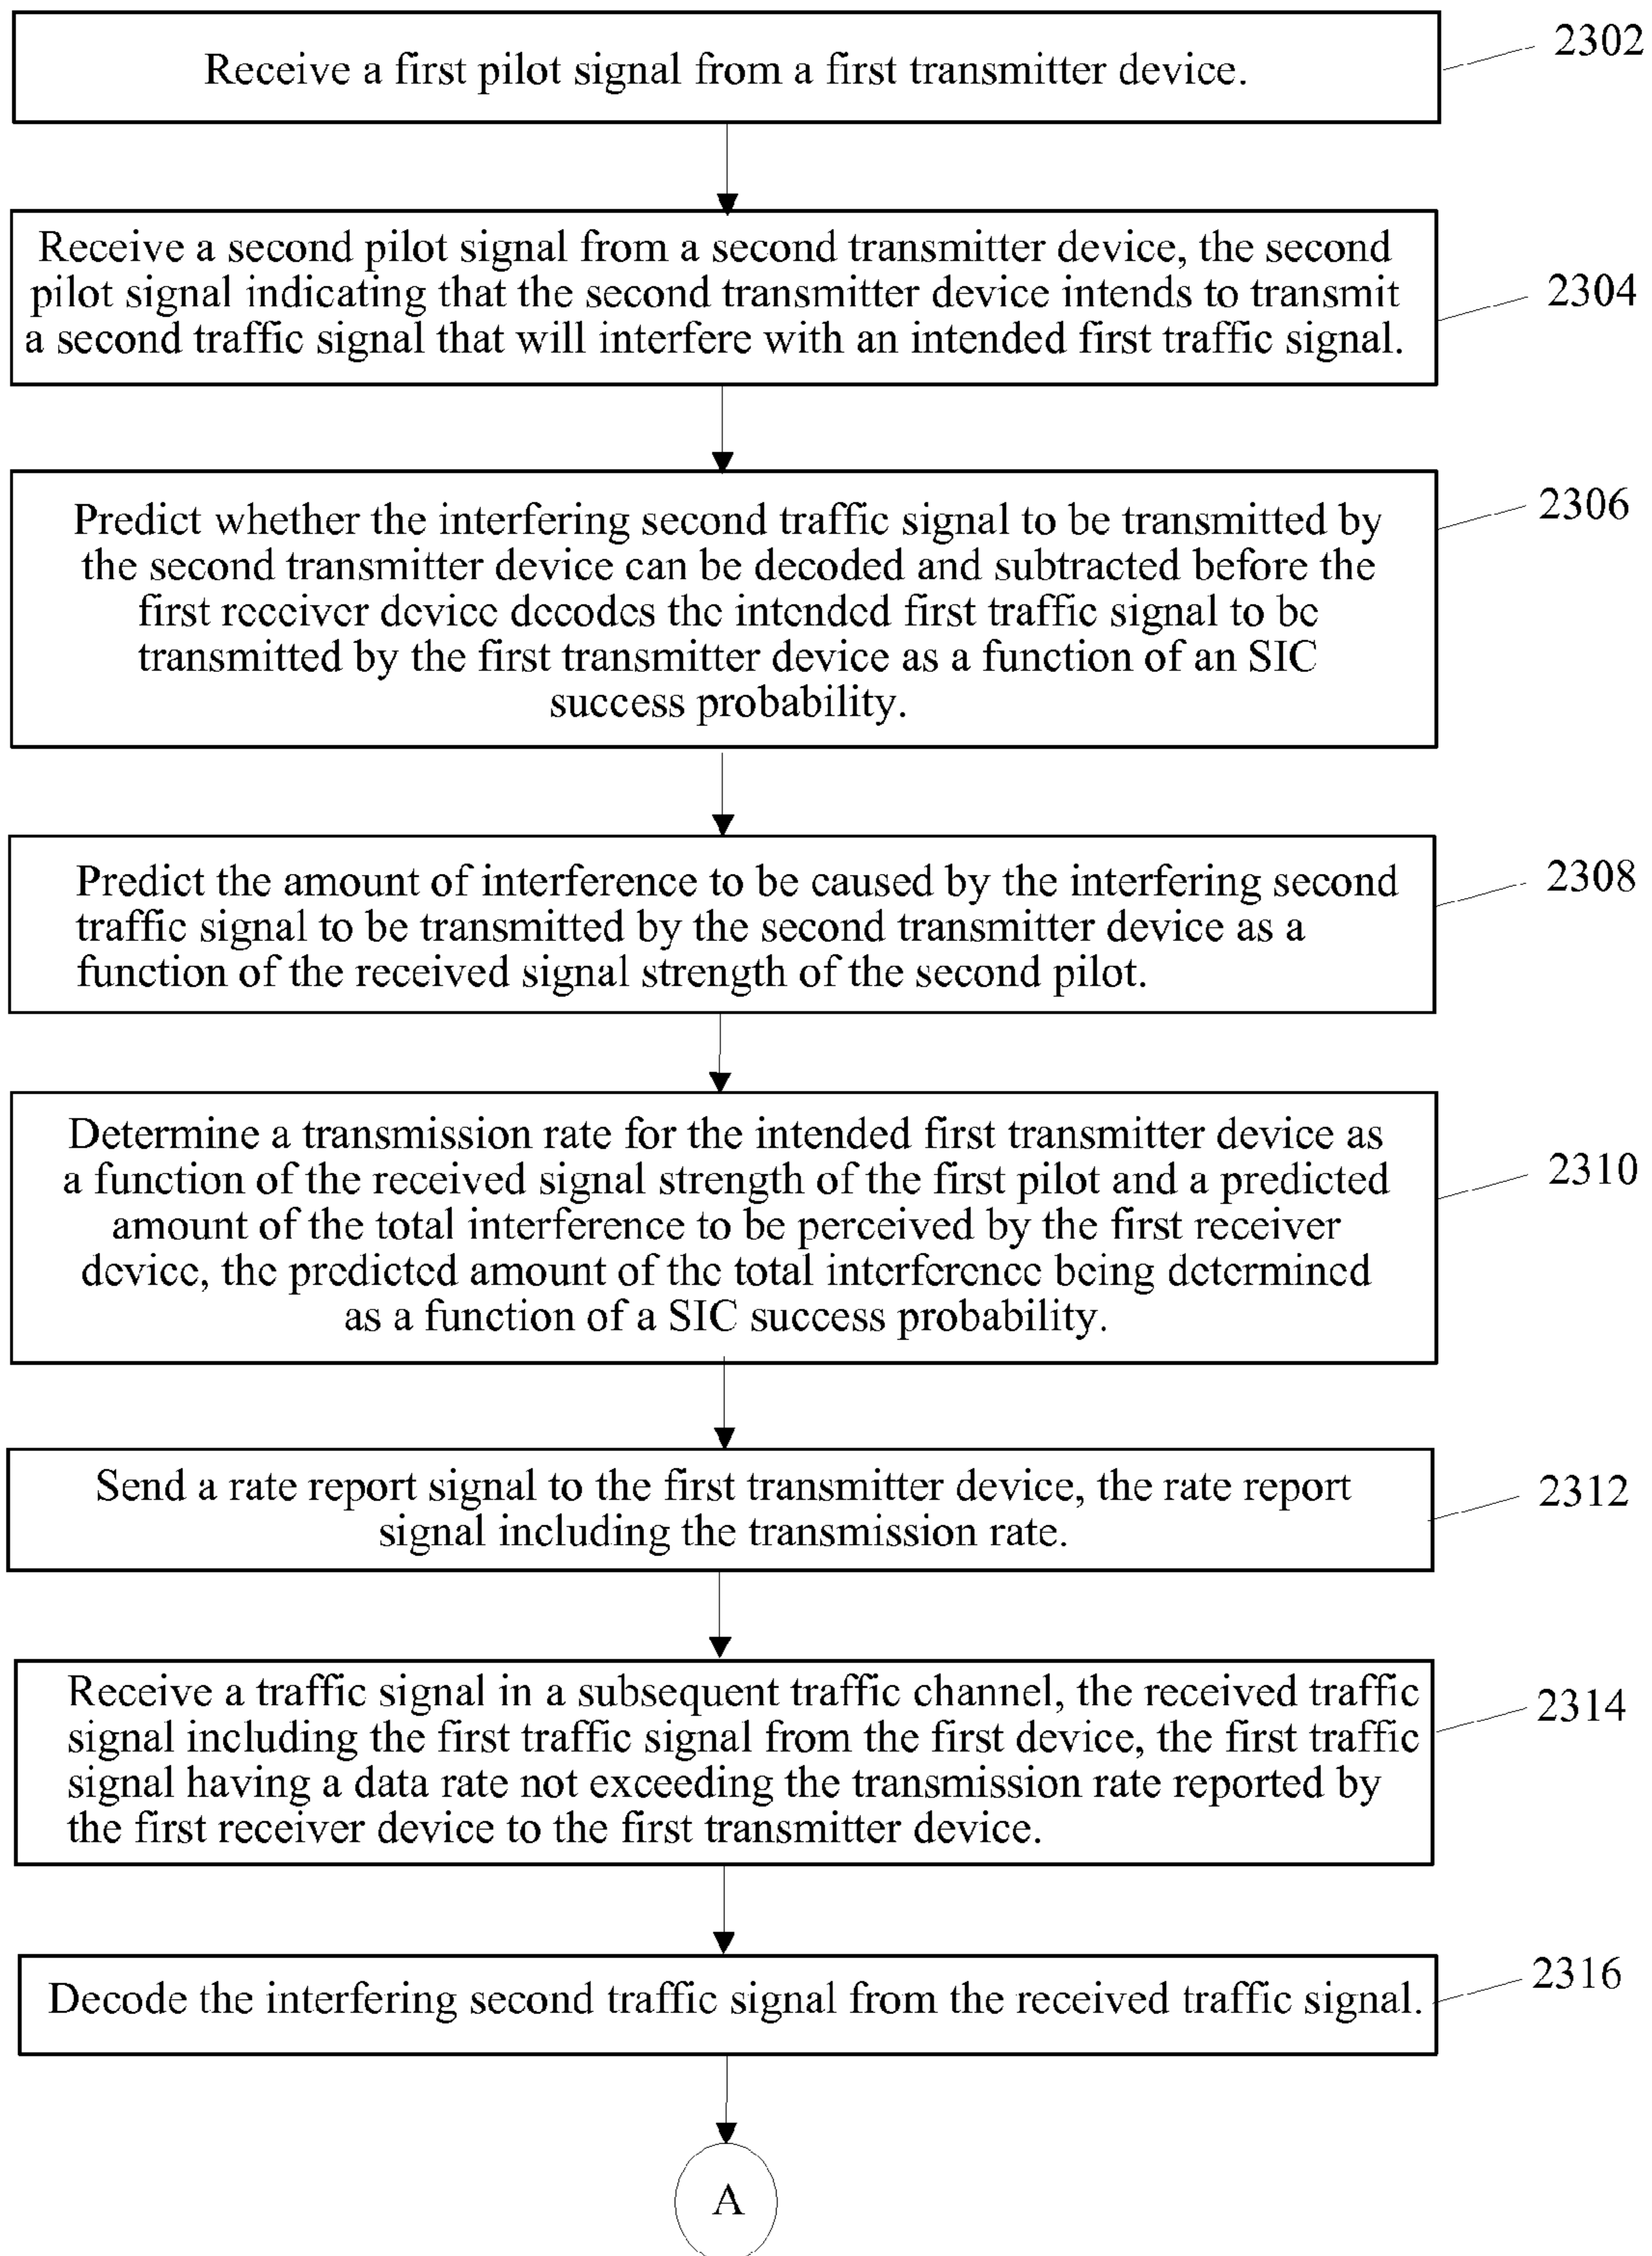 Receive a first pilot signal from a first transmitter device.
2302
Receive a second pilot signal from a second transmitter device, the second
pilot signal indicating that the second transmitter device intends to transmit
a second traffic signal that will interfere with an intended first traffic signal.
2304
Predict whether the interfering second traffic signal to be transmitted by
the second transmitter device can be decoded and subtracted before the
first receiver device decodes the intended first traffic signal to be
transmitted by the first transmitter device as a function of an SIC
success probability.
2306
Predict the amount of interference to be caused by the interfering second
traffic signal to be transmitted by the second transmitter device as a
function of the received signal strength of the second pilot.
2308
Determine a transmission rate for the intended first transmitter device as
a function of the received signal strength of the first pilot and a predicted
amount of the total interference to be perceived by the first receiver
device, the predicted amount of the total interference being determined
as a function of a SIC success probability.
2310
Send a rate report signal to the first transmitter device, the rate report
signal including the transmission rate.
2312
Receive a traffic signal in a subsequent traffic channel, the received traffic
signal including the first traffic signal from the first device, the first traffic
signal having a data rate not exceeding the transmission rate reported by
the first receiver device to the first transmitter device.
2314
Decode the interfering second traffic signal from the received traffic signal.
2316
A